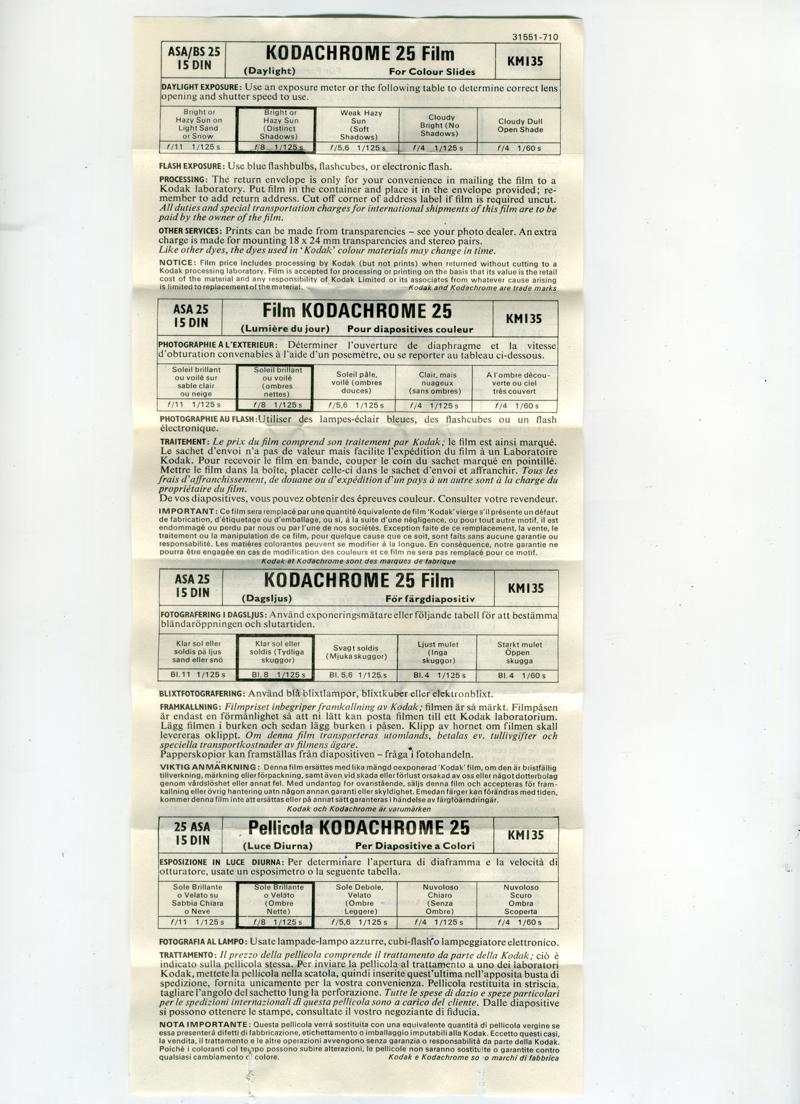 31551-710
ASA/BS 25
15 DIN
KODACHROME 25 Film
(Daylight) For Colour Slides
KM135
DAYLIGHT EXPOSURE: Use an exposure meter or the following table to determine correct lens
opening and shutter speed to use.
Bright or
Hazy Sun on
Light Sand
or Snow
f/11 1/125 s
Bright or
Hazy Sun
(Distinct
Shadows)
f/8 1/125 s
Weak Hazy
Sun
(Soft
Shadows)
f/5,6 1/125 s
Cloudy
Bright (No
Shadows)
f/4 1/125 s
Cloudy Dull
Open Shade
f/4 1/60 s
FLASH EXPOSURE: Use blue flashbulbs, flashcubes, or electronic flash.
PROCESSING: The return envelope is only for your convenience in mailing the film to a
Kodak laboratory. Put film in the container and place it in the envelope provided; re-
member to add return address. Cut off corner of address label if film is required uncut.
All duties and special transportation charges for international shipments of this film are to be
paid by the owner of the film.
OTHER SERVICES: Prints can be made from transparencies – see your photo dealer. An extra
charge is made for mounting 18 x 24 mm transparencies and stereo pairs.
Like other dyes, the dyes used in ‘Kodak’ colour materials may change in time.
NOTICE: Film price includes processing by Kodak (but not prints) when returned without cutting to a
Kodak processing laboratory. Film is accepted for processing or printing on the basis that its value is the retail
cost of the material and any responsibility of Kodak Limited or its associates from whatever cause arising
is limited to replacement of the material. Kodak and Kodachrome are trade marks
ASA 25
15 DIN
Film KODACHROME 25
(Lumière du jour) Pour diapositives couleur
KM135
PHOTOGRAPHIE A L'EXTERIEUR: Déterminer l'ouverture de diaphragme et la vitesse
d'obturation convenables à l'aide d'un posemètre, ou se reporter au tableau ci-dessous.
Soleil brillant
ou voilé sur
sable clair
ou neige
f/11 1/125 s
Soleil brillant
ou voilé
(ombres
nettes)
f/8 1/125 s
Soleil pâle,
voilé (ombres
douces)
f/5,6 1/125 s
Clair, mais
nuageux
(sans ombres)
f/4 1/125 s
A l'ombre décou-
verte ou ciel
très couvert
f/4 1/60 s
PHOTOGRAPHIE AU FLASH: Utiliser des lampes-éclair bleues, des flashcubes ou un flash
électronique.
TRAITEMENT: Le prix du film comprend son traitement par Kodak; le film est ainsi marqué.
Le sachet d'envoi n'a pas de valeur mais facilite l'expédition du film à un Laboratoire
Kodak. Pour recevoir le film en bande, couper le coin du sachet marqué en pointillé.
Mettre le film dans la boîte, placer celle-ci dans le sachet d'envoi et affranchir. Tous les
frais d'affranchissement, de douane ou d'expédition d'un pays à un autre sont à la charge du
propriétaire du film.
De vos diapositives, vous pouvez obtenir des épreuves couleur. Consulter votre revendeur.
IMPORTANT: Ce film sera remplacé par une quantité équivalente de film 'Kodak' vierge s'il présente un défaut
de fabrication, d'étiquetage ou d'emballage, ou si, à la suite d'une négligence, ou pour tout autre motif, il est
endommagé ou perdu par nous ou par l'une de nos sociétés. Exception faite de ce remplacement, la vente, le
traitement ou la manipulation de ce film, pour quelque cause que ce soit, sont faits sans aucune garantie ou
responsabilité. Les matières colorantes peuvent se modifier à la longue. En conséquence, notre garantie ne
pourra être engagée en cas de modification des couleurs et ce film ne sera pas remplacé pour ce motif.
Kodak et Kodachrome sont des marques de fabrique
ASA 25
15 DIN
KODACHROME 25 Film
(Dagsljus) För färgdiapositiv
KM135
FOTOGRAFERING I DAGSLJUS: Använd exponeringsmätare eller följande tabell för att bestämma
bländaröppningen och slutartiden.
Klar sol eller
soldis på ljus
sand eller snö
Bl. 11 1/125 s
Klar sol eller
soldis (Tydliga
skuggor)
Bl. 8 1/125 s
Svagt soldis
(Mjuka skuggor)
Bl. 5,6 1/125 s
Ljust mulet
(Inga
skuggor)
Bl. 4 1/125 s
Starkt mulet
Öppen
skugga
Bl. 4 1/60 s
BLIXTFOTOGRAFERING: Använd blå blixtlampor, blixtkuber eller elektronblixt.
FRAMKALLNING: Filmpriset inbegriper framkallning av Kodak; filmen är så märkt. Filmpåsen
är endast en förmånlighet så att ni lätt kan posta filmen till ett Kodak laboratorium.
Lägg filmen i burken och sedan lägg burken i påsen. Klipp av hornet om filmen skall
levereras oklippt. Om denna film transporteras utomlands, betalas ev. tullivgifter och
speciella transportkostnader av filmens ägare.
Papperskopior kan framställas från diapositiven – fråga i fotohandeln.
VIKTIG ANMÄRKNING: Denna film ersättes med lika mängd oexponerad 'Kodak' film, om den är bristfällig
tillverkning, märkning eller förpackning, samt även vid skada eller förlust orsakad av oss eller något dotterbolag
genom vårdslöshet eller annat fel. Med undantag for ovanstående, säljs denna film och accepteras för fram-
kallning eller övrig hantering uatn någon annan garanti eller skyldighet. Emedan färger kan förändras med tiden,
kommer denna film inte att ersättas eller på annat sätt garanteras i händelse av färgföärndringär.
Kodak och Kodachrome är varumärken
25 ASA
15 DIN
Pellicola KODACHROME 25
(Luce Diurna) Per Diapositive a Colori
KM135
ESPOSIZIONE IN LUCE DIURNA: Per determinare l'apertura di diaframma e la velocità di
otturatore, usate un esposimetro o la seguente tabella.
Sole Brillante
o Velato su
Sabbia Chiara
o Neve
f/11 1/125 s
Sole Brillante
o Velato
(Ombre
Nette)
f/8 1/125 s
Sole Debole,
Velato
(Ombre
Leggere)
f/5,6 1/125 s
Nuvoloso
Chiaro
(Senza
Ombre)
f/4 1/125 s
Nuvoloso
Scuro
Ombra
Scoperta
f/4 1/60 s
FOTOGRAFIA AL LAMPO: Usate lampade-lampo azzurre, cubi-flash o lampeggiatore elettronico.
TRATTAMENTO: Il prezzo della pellicola comprende il trattamento da parte della Kodak; ciò è
indicato sulla pellicola stessa. Per inviare la pellicola al trattamento a uno dei laboratori
Kodak, mettete la pellicola nella scatola, quindi inserite quest'ultima nell'apposita busta di
spedizione, fornita unicamente per la vostra convenienza. Pellicola restituita in striscia,
tagliare l'angolo del sachetto lung la perforazione. Tutte le spese di dazio e speze particolari
per le spedizioni internazionali di questa pellicola sono a carico del cliente. Dalle diapositive
si possono ottenere le stampe, consultate il vostro negoziante di fiducia.
NOTA IMPORTANTE: Questa pellicola verrá sostituita con una equivalente quantità di pellicole vergine se
essa presenterà difetti di fabbricazione, etichettamento o imballaggio imputabili alla Kodak. Eccetto questi casi,
la vendita, il trattamento e le altre operazioni avvengono senza garanzia o responsabilità da parte della Kodak.
Poichè i coloranti col tempo possono subire alterazioni, le pellicole non saranno sostituite o garantite contro
qualsiasi cambiamento di colore. Kodak e Kodachrome sono marchi di fabbrica